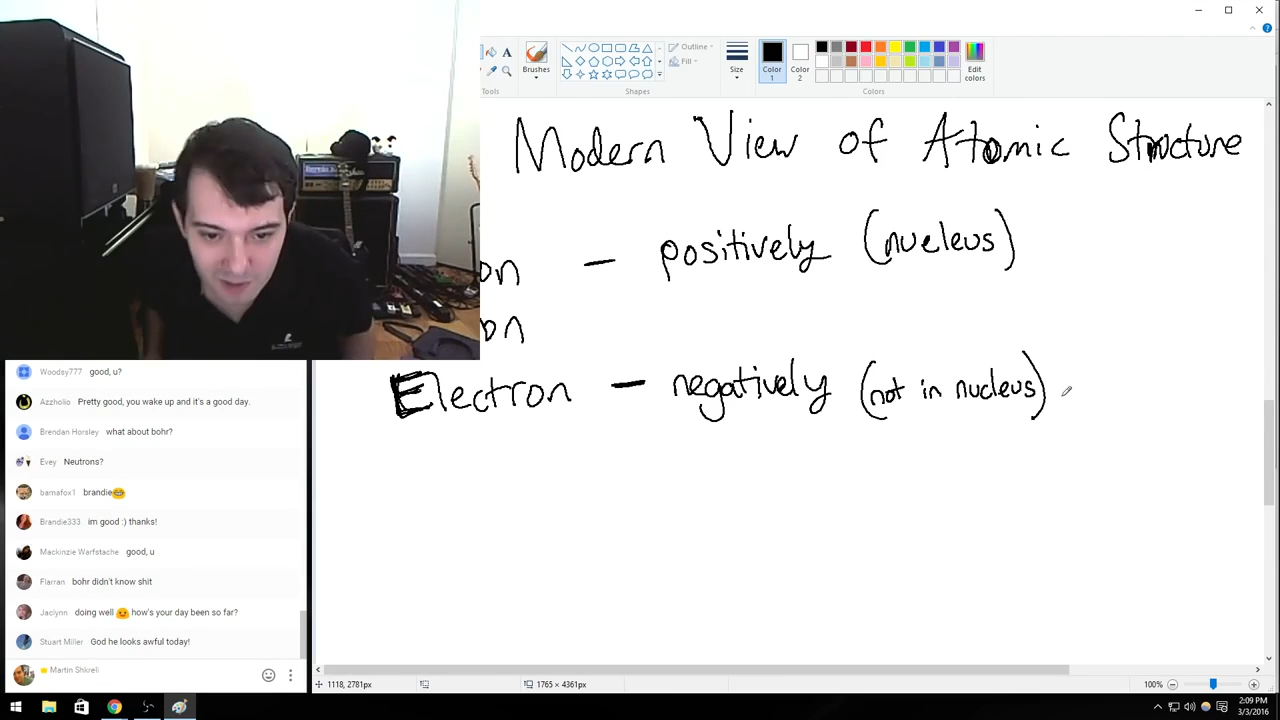 Tools
Brushes
Shapes
Outline
Fill
Size
Color 1
Color 2
Edit colors
Colors
Modern View of Atomic Structure
on — positively (nucleus)
on
Electron — negatively (not in nucleus)
Woodsy777 good, u?
Azzholio Pretty good, you wake up and it's a good day.
Brendan Horsley what about bohr?
Evey Neutrons?
bamafox1 brandie😂
Brandie333 im good :) thanks!
Mackinzie Warfstache good, u
Flarran bohr didn't know shit
Jaclynn doing well 😊 how's your day been so far?
Stuart Miller God he looks awful today!
Martin Shkreli
1118, 2781px
1765 × 4361px
100%
2:09 PM
3/3/2016